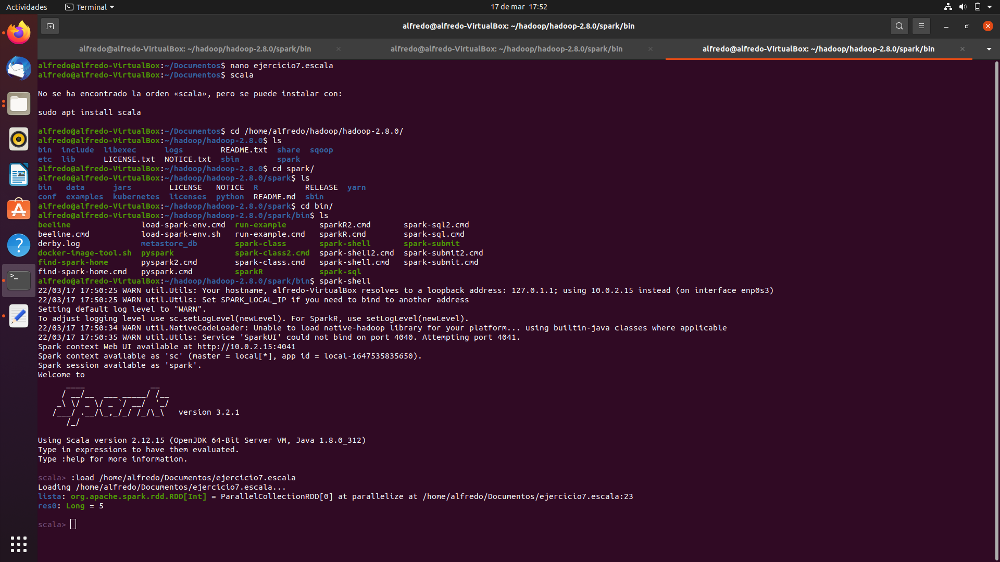 Actividades Terminal 17 de mar 17:52
alfredo@alfredo-VirtualBox: ~/hadoop/hadoop-2.8.0/spark/bin
alfredo@alfredo-VirtualBox: ~/hadoop/hadoop-2.8.0/spark/bin alfredo@alfredo-VirtualBox: ~/hadoop/hadoop-2.8.0/spark/bin alfredo@alfredo-VirtualBox: ~/hadoop/hadoop-2.8.0/spark/bin
alfredo@alfredo-VirtualBox:~/Documentos$ nano ejercicio7.escala
alfredo@alfredo-VirtualBox:~/Documentos$ scala
No se ha encontrado la orden «scala», pero se puede instalar con:
sudo apt install scala
alfredo@alfredo-VirtualBox:~/Documentos$ cd /home/alfredo/hadoop/hadoop-2.8.0/
alfredo@alfredo-VirtualBox:~/hadoop/hadoop-2.8.0$ ls
bin include libexec logs README.txt share sqoop
etc lib LICENSE.txt NOTICE.txt sbin spark
alfredo@alfredo-VirtualBox:~/hadoop/hadoop-2.8.0$ cd spark/
alfredo@alfredo-VirtualBox:~/hadoop/hadoop-2.8.0/spark$ ls
bin data jars LICENSE NOTICE R RELEASE yarn
conf examples kubernetes licenses python README.md sbin
alfredo@alfredo-VirtualBox:~/hadoop/hadoop-2.8.0/spark$ cd bin/
alfredo@alfredo-VirtualBox:~/hadoop/hadoop-2.8.0/spark/bin$ ls
beeline load-spark-env.cmd run-example sparkR2.cmd spark-sql2.cmd
beeline.cmd load-spark-env.sh run-example.cmd sparkR.cmd spark-sql.cmd
derby.log metastore_db spark-class spark-shell spark-submit
docker-image-tool.sh pyspark spark-class2.cmd spark-shell2.cmd spark-submit2.cmd
find-spark-home pyspark2.cmd spark-class.cmd spark-shell.cmd spark-submit.cmd
find-spark-home.cmd pyspark.cmd sparkR spark-sql
alfredo@alfredo-VirtualBox:~/hadoop/hadoop-2.8.0/spark/bin$ spark-shell
22/03/17 17:50:25 WARN util.Utils: Your hostname, alfredo-VirtualBox resolves to a loopback address: 127.0.1.1; using 10.0.2.15 instead (on interface enp0s3)
22/03/17 17:50:25 WARN util.Utils: Set SPARK_LOCAL_IP if you need to bind to another address
Setting default log level to "WARN".
To adjust logging level use sc.setLogLevel(newLevel). For SparkR, use setLogLevel(newLevel).
22/03/17 17:50:34 WARN util.NativeCodeLoader: Unable to load native-hadoop library for your platform... using builtin-java classes where applicable
22/03/17 17:50:35 WARN util.Utils: Service 'SparkUI' could not bind on port 4040. Attempting port 4041.
Spark context Web UI available at http://10.0.2.15:4041
Spark context available as 'sc' (master = local[*], app id = local-1647535835650).
Spark session available as 'spark'.
Welcome to
      ____              __
     / __/__  ___ _____/ /__
    _\ \/ _ \/ _ `/ __/  '_/
   /___/ .__/\_,_/_/ /_/\_\   version 3.2.1
      /_/
Using Scala version 2.12.15 (OpenJDK 64-Bit Server VM, Java 1.8.0_312)
Type in expressions to have them evaluated.
Type :help for more information.
scala> :load /home/alfredo/Documentos/ejercicio7.escala
Loading /home/alfredo/Documentos/ejercicio7.escala...
lista: org.apache.spark.rdd.RDD[Int] = ParallelCollectionRDD[0] at parallelize at /home/alfredo/Documentos/ejercicio7.escala:23
res0: Long = 5
scala>